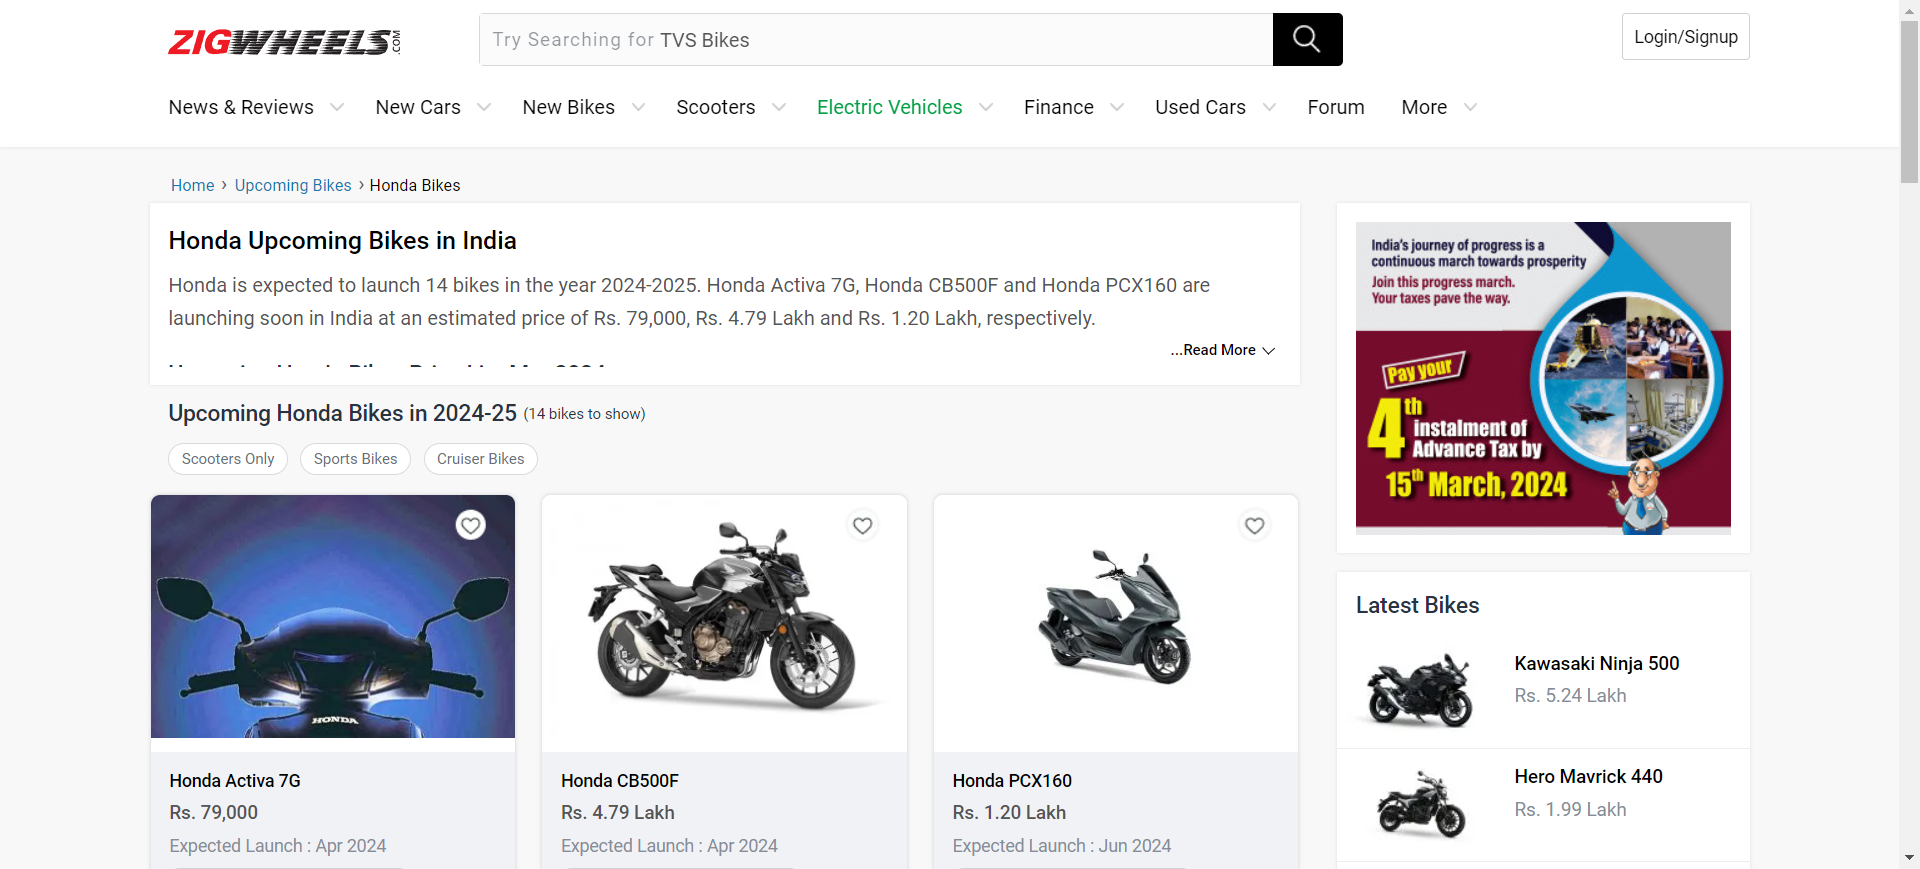 ZIGWHEELS.COM
Try Searching for TVS Bikes
Login/Signup
News & Reviews
New Cars
New Bikes
Scooters
Electric Vehicles
Finance
Used Cars
Forum
More
Home › Upcoming Bikes › Honda Bikes
Honda Upcoming Bikes in India
Honda is expected to launch 14 bikes in the year 2024-2025. Honda Activa 7G, Honda CB500F and Honda PCX160 are
launching soon in India at an estimated price of Rs. 79,000, Rs. 4.79 Lakh and Rs. 1.20 Lakh, respectively.
...Read More
Upcoming Honda Bikes in 2024-25 (14 bikes to show)
Scooters Only
Sports Bikes
Cruiser Bikes
HONDA
Honda Activa 7G
Rs. 79,000
Expected Launch : Apr 2024
Honda CB500F
Rs. 4.79 Lakh
Expected Launch : Apr 2024
Honda PCX160
Rs. 1.20 Lakh
Expected Launch : Jun 2024
India's journey of progress is a
continuous march towards prosperity
Join this progress march.
Your taxes pave the way.
Pay your
4th
instalment of
Advance Tax by
15th March, 2024
Latest Bikes
Kawasaki Ninja 500
Rs. 5.24 Lakh
Hero Mavrick 440
Rs. 1.99 Lakh